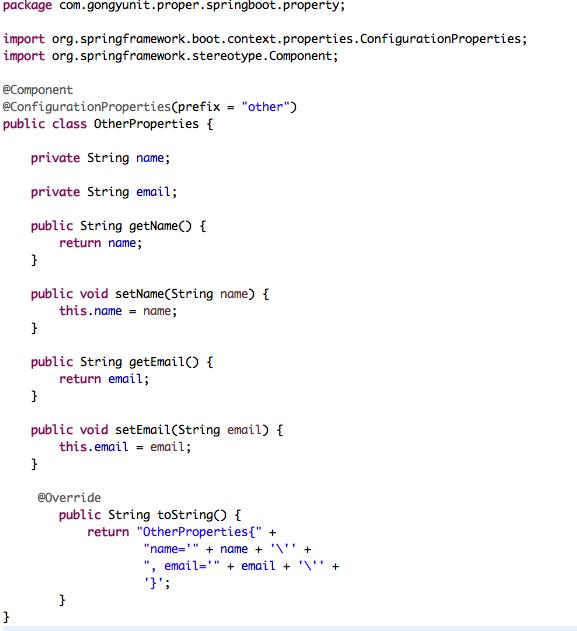 package com.gongyunit.proper.springboot.property;
import org.springframework.boot.context.properties.ConfigurationProperties;
import org.springframework.stereotype.Component;
@Component
@ConfigurationProperties(prefix = "other")
public class OtherProperties {
private String name;
private String email;
public String getName() {
return name;
}
public void setName(String name) {
this.name = name;
}
public String getEmail() {
return email;
}
public void setEmail(String email) {
this.email = email;
}
@Override
public String toString() {
return "OtherProperties{" +
"name='" + name + '\'' +
", email='" + email + '\'' +
'}';
}
}